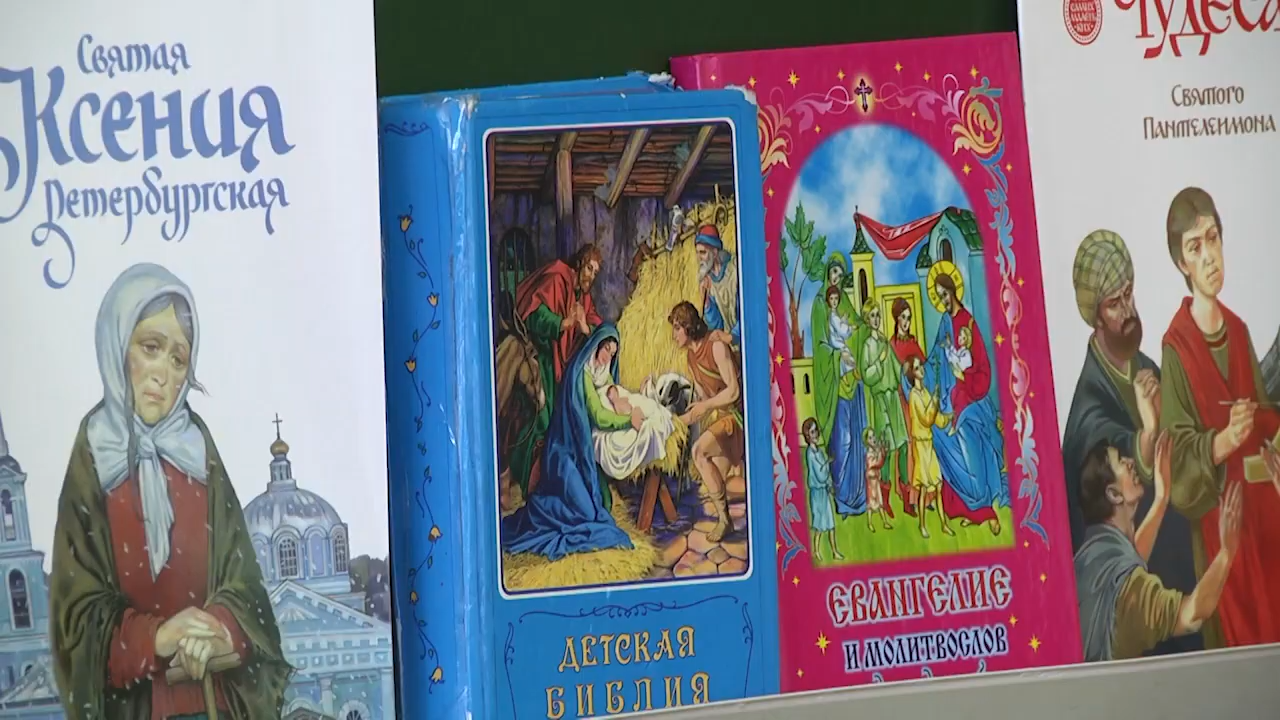 Святая
Ксения
Петербургская
ДЕТСКАЯ
БИБЛИЯ
ЕВАНГЕЛИЕ
И МОЛИТВОСЛОВ
Чудеса
Святого
Пантелеимона